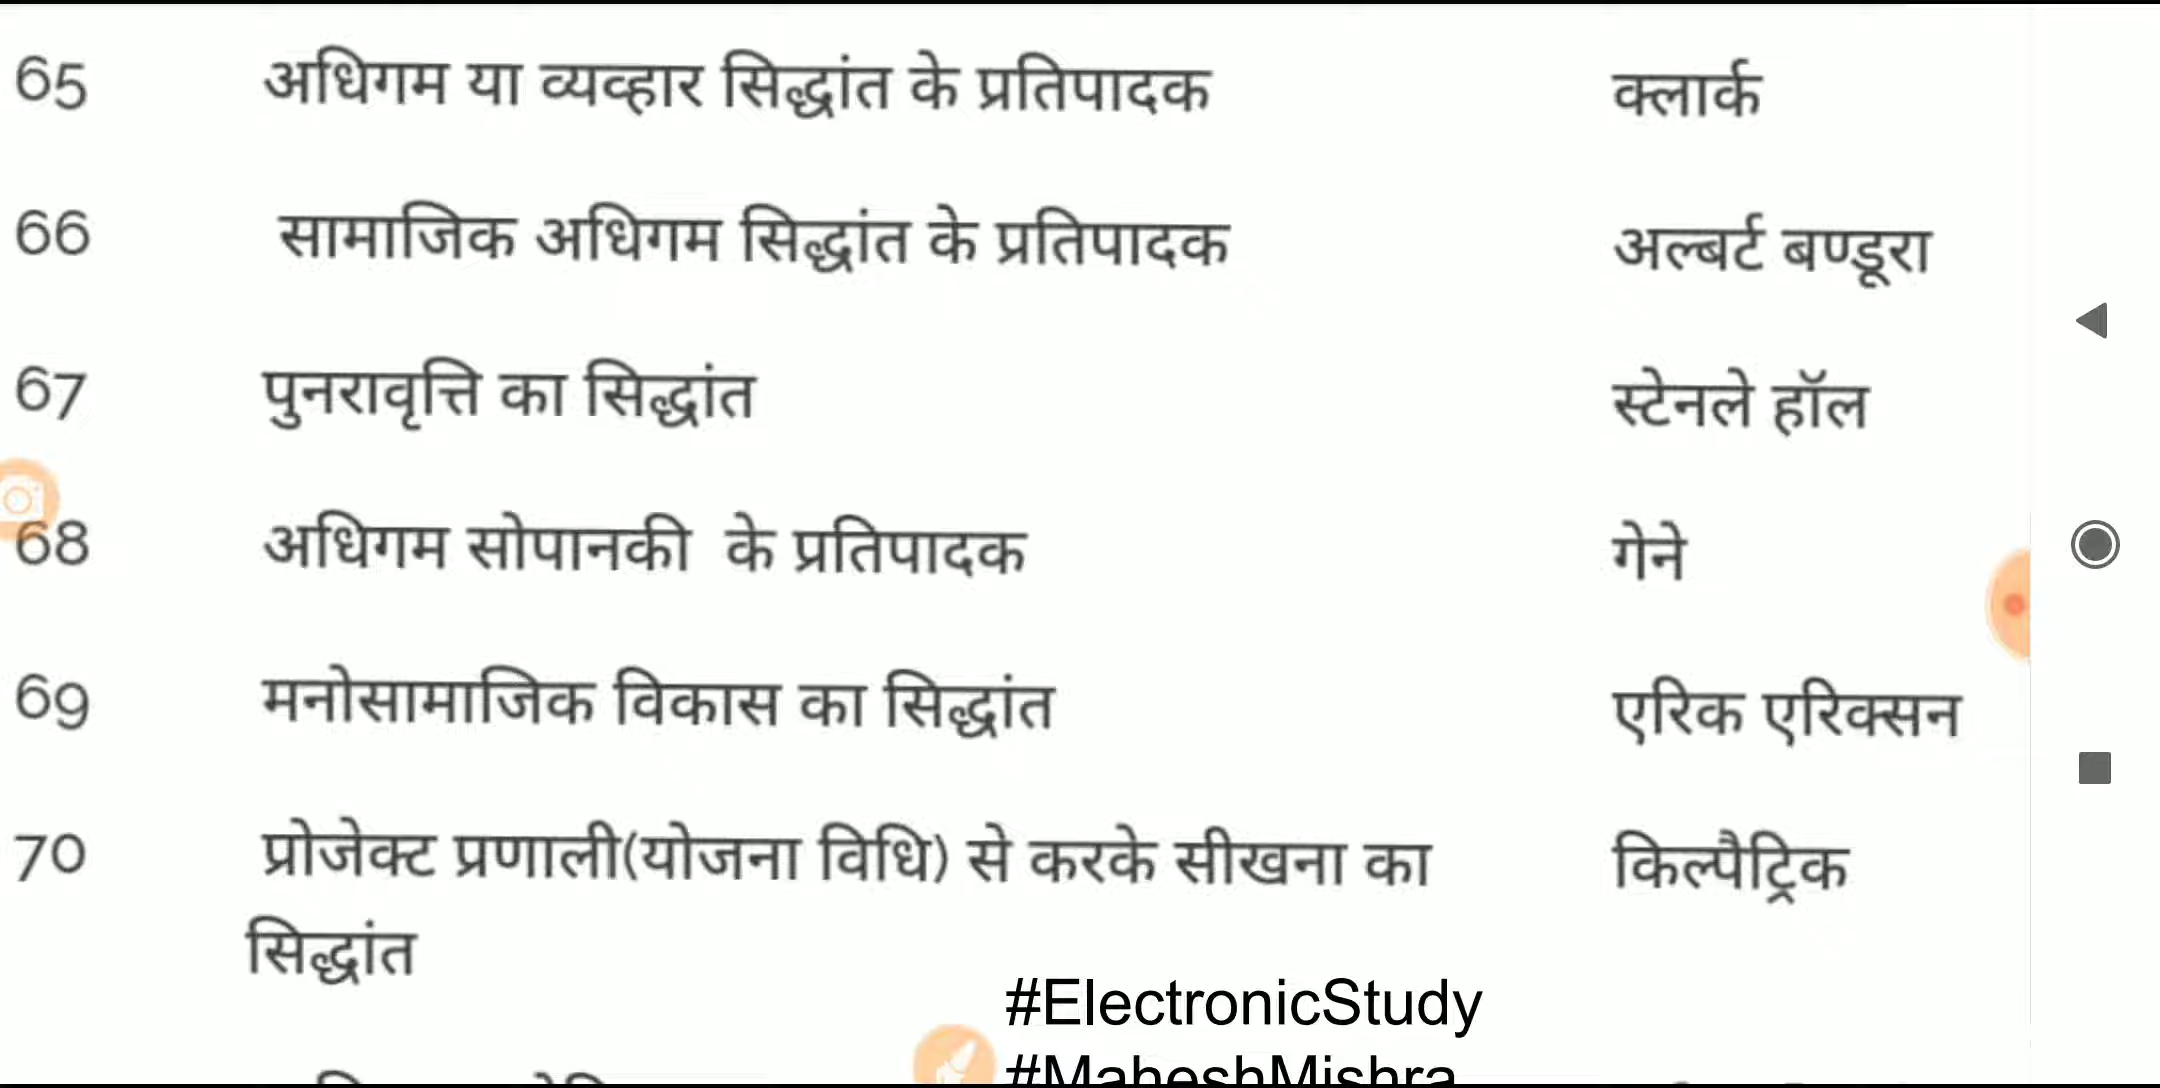 65 अधिगम या व्यव्हार सिद्धांत के प्रतिपादक क्लार्क
66 सामाजिक अधिगम सिद्धांत के प्रतिपादक अल्बर्ट बण्डूरा
67 पुनरावृत्ति का सिद्धांत स्टेनले हॉल
68 अधिगम सोपानकी के प्रतिपादक गेने
69 मनोसामाजिक विकास का सिद्धांत एरिक एरिक्सन
70 प्रोजेक्ट प्रणाली(योजना विधि) से करके सीखना का किल्पैट्रिक
सिद्धांत
#ElectronicStudy
#MaheshMishra